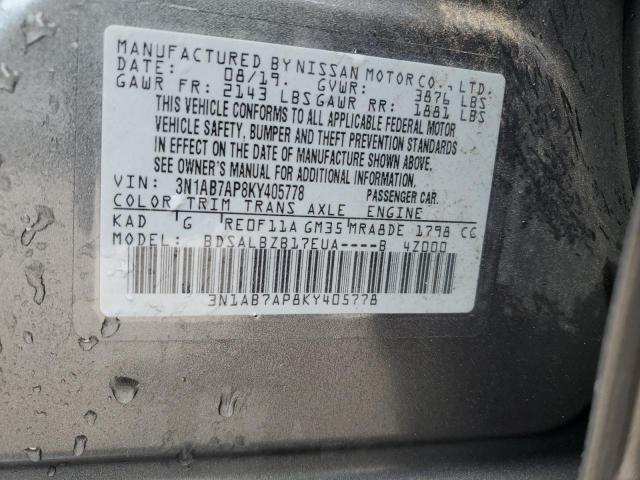 MANUFACTURED BY NISSAN MOTOR CO., LTD.
DATE: 08/19. GVWR: 3876 LBS
GAWR FR: 2143 LBS GAWR RR: 1881 LBS
THIS VEHICLE CONFORMS TO ALL APPLICABLE FEDERAL MOTOR
VEHICLE SAFETY, BUMPER AND THEFT PREVENTION STANDARDS
IN EFFECT ON THE DATE OF MANUFACTURE SHOWN ABOVE.
SEE OWNER'S MANUAL FOR ADDITIONAL INFORMATION.
VIN: 3N1AB7AP8KY405778 PASSENGER CAR.
COLOR TRIM TRANS AXLE ENGINE
KAD G RE0F11A GM35 MRA8DE 1798 CG
MODEL: BDSALBZB17EUA----B 4Z000
3N1AB7AP8KY405778